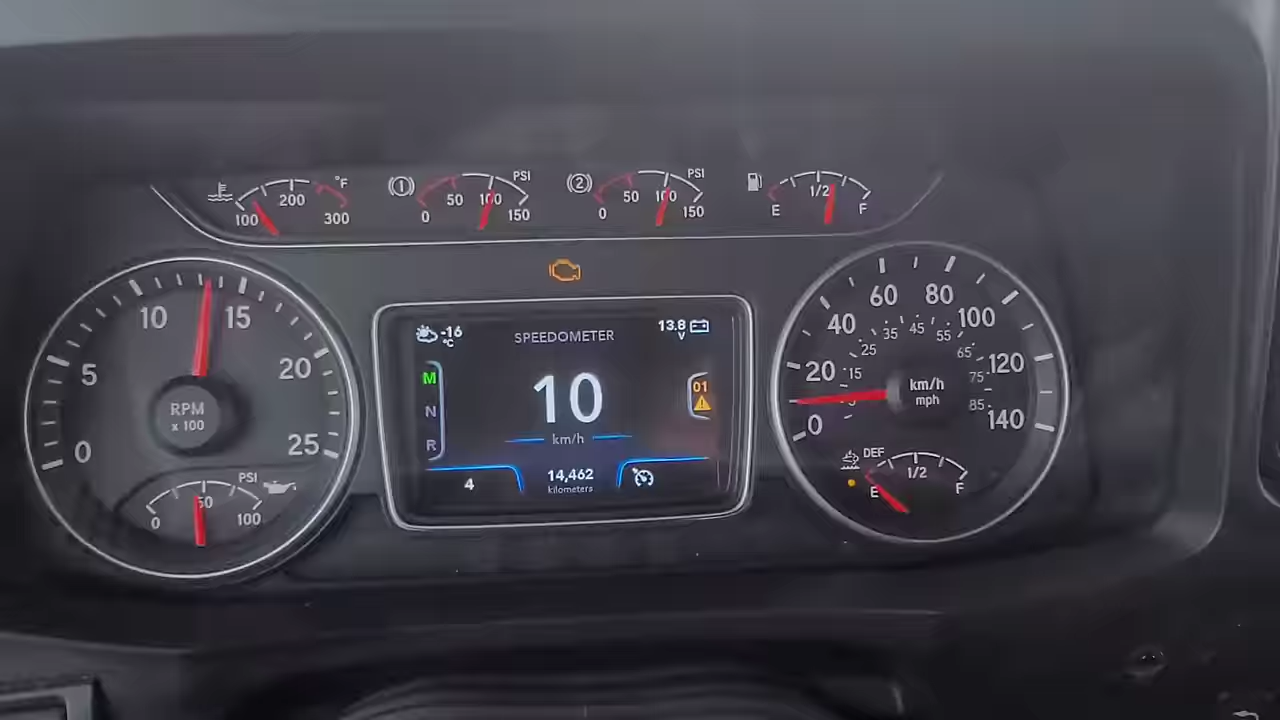 °F
100 200 300
1 PSI
0 50 100 150
2 PSI
0 50 100 150
E 1/2 F
0 5 10 15 20 25
RPM
x 100
PSI
0 50 100
-16
°C
SPEEDOMETER
13.8
V
M
N
R
10
km/h
01
4
14,462
kilometers
0 20 40 60 80 100 120 140
5 15 25 35 45 55 65 75 85
km/h
mph
DEF
E 1/2 F